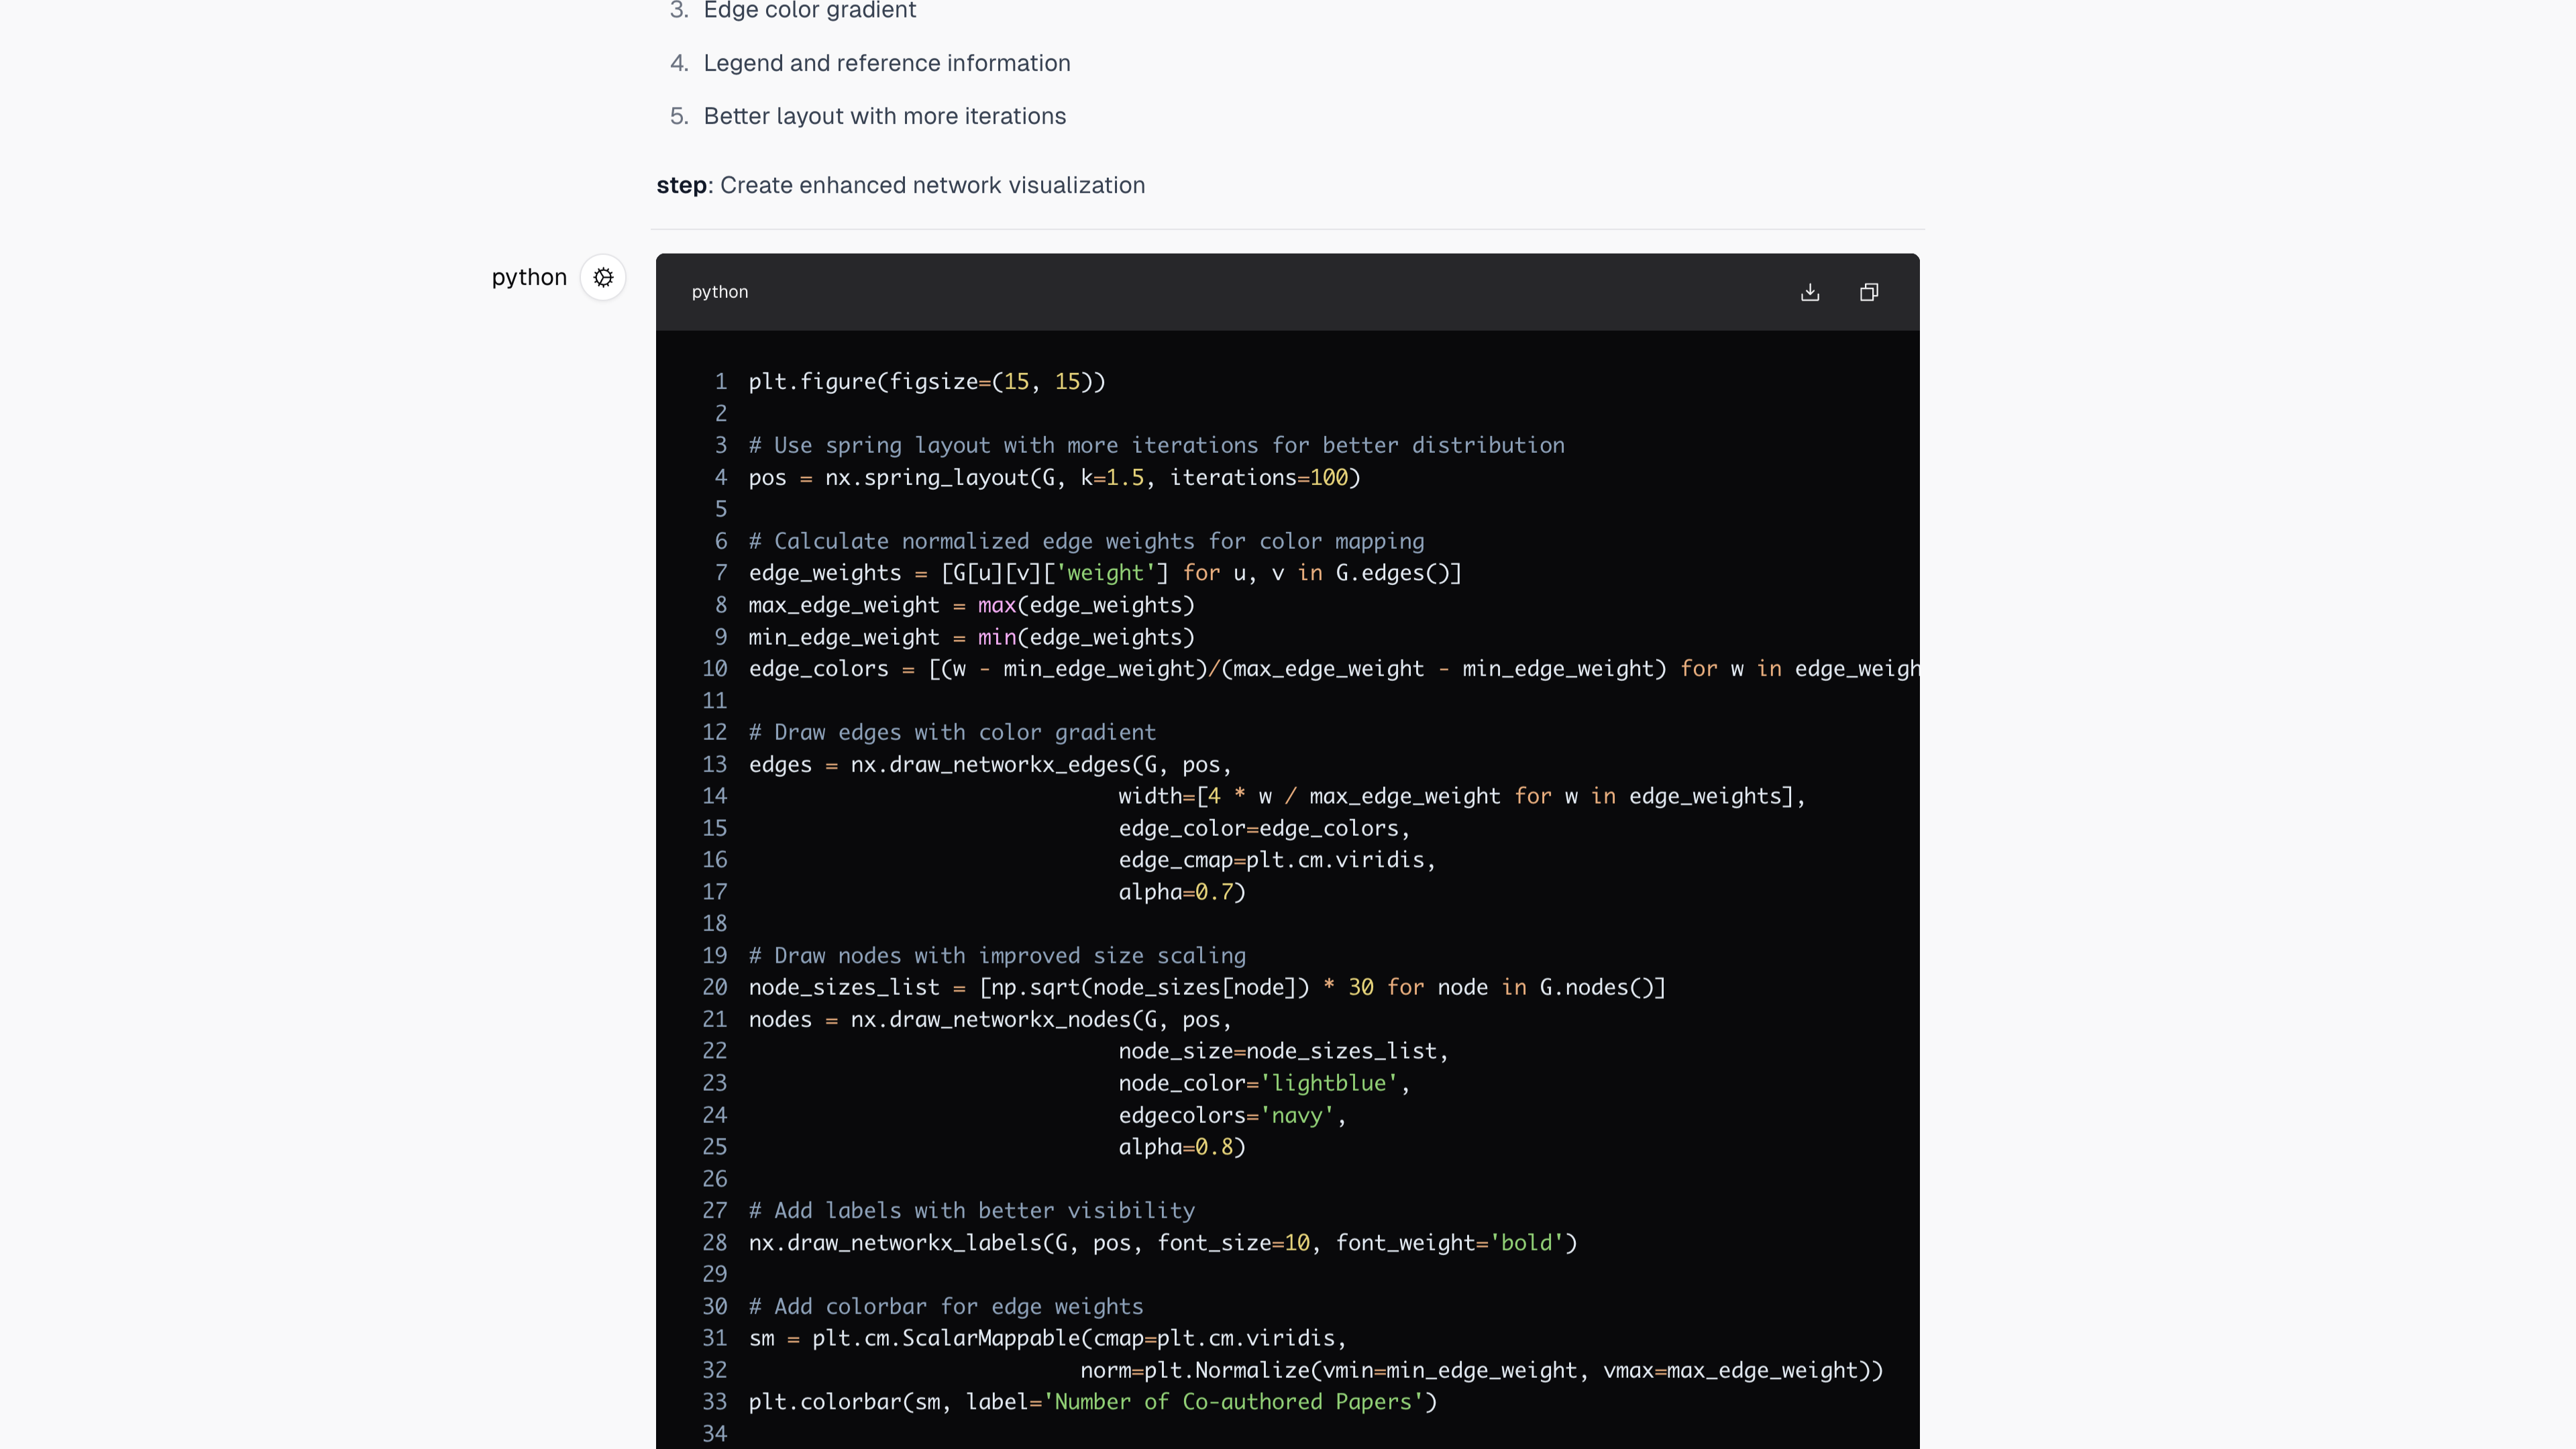 3. Edge color gradient
4. Legend and reference information
5. Better layout with more iterations
step: Create enhanced network visualization
python
python
1 plt.figure(figsize=(15, 15))
2
3 # Use spring layout with more iterations for better distribution
4 pos = nx.spring_layout(G, k=1.5, iterations=100)
5
6 # Calculate normalized edge weights for color mapping
7 edge_weights = [G[u][v]['weight'] for u, v in G.edges()]
8 max_edge_weight = max(edge_weights)
9 min_edge_weight = min(edge_weights)
10 edge_colors = [(w - min_edge_weight)/(max_edge_weight - min_edge_weight) for w in edge_weigh
11
12 # Draw edges with color gradient
13 edges = nx.draw_networkx_edges(G, pos,
14                              width=[4 * w / max_edge_weight for w in edge_weights],
15                              edge_color=edge_colors,
16                              edge_cmap=plt.cm.viridis,
17                              alpha=0.7)
18
19 # Draw nodes with improved size scaling
20 node_sizes_list = [np.sqrt(node_sizes[node]) * 30 for node in G.nodes()]
21 nodes = nx.draw_networkx_nodes(G, pos,
22                              node_size=node_sizes_list,
23                              node_color='lightblue',
24                              edgecolors='navy',
25                              alpha=0.8)
26
27 # Add labels with better visibility
28 nx.draw_networkx_labels(G, pos, font_size=10, font_weight='bold')
29
30 # Add colorbar for edge weights
31 sm = plt.cm.ScalarMappable(cmap=plt.cm.viridis,
32                           norm=plt.Normalize(vmin=min_edge_weight, vmax=max_edge_weight))
33 plt.colorbar(sm, label='Number of Co-authored Papers')
34